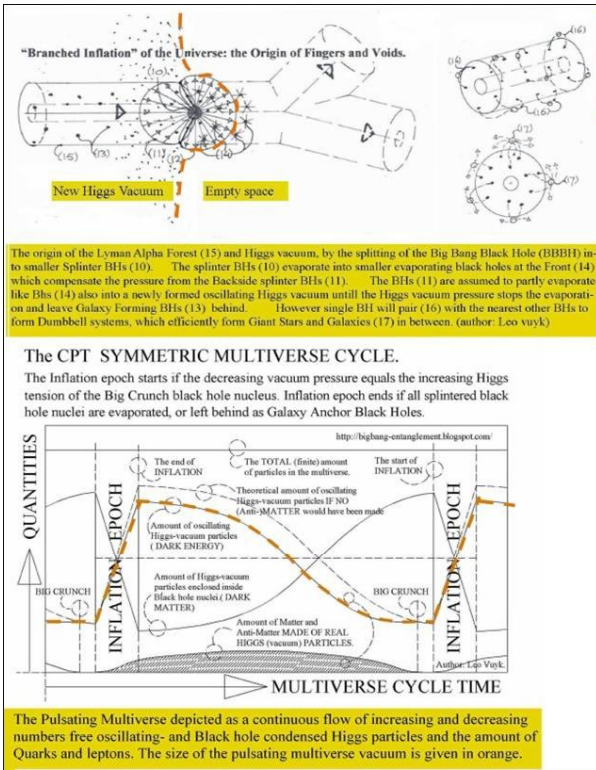 "Branched Inflation" of the Universe: the Origin of Fingers and Voids.
(10)
(16)
(16)
(16)
(15) (13) (11) (12) (14)
(17)
(17)
New Higgs Vacuum Empty space
The origin of the Lyman Alpha Forest (15) and Higgs vacuum, by the splitting of the Big Bang Black Hole (BBBH) in-
to smaller Splinter BHs (10). The splinter BHs (10) evaporate into smaller evaporating black holes at the Front (14)
which compensate the pressure from the Backside splinter BHs (11). The BHs (11) are assumed to partly evaporate
like Bhs (14) also into a newly formed oscillating Higgs vacuum untill the Higgs vacuum pressure stops the evaporati-
on and leave Galaxy Forming BHs (13) behind. However single BH will pair (16) with the nearest other BHs to
form Dumbbell systems, which efficiently form Giant Stars and Galaxies (17) in between. (author: Leo vuyk)
The CPT SYMMETRIC MULTIVERSE CYCLE.
The Inflation epoch starts if the decreasing vacuum pressure equals the increasing Higgs
tension of the Big Crunch black hole nucleus. Inflation epoch ends if all splintered black
hole nuclei are evaporated, or left behind as Galaxy Anchor Black Holes.
http://bigbang-entanglement.blogspot.com/
QUANTITIES
The end of
INFLATION
The TOTAL (finite) amount
of particles in the multiverse.
The start of
INFLATION
Theoretical amount of oscillating
Higgs-vacuum particles IF NO
(Anti-)MATTER would have been made
Amount of oscillating
Higgs-vacuum particles
( DARK ENERGY)
INFLATION EPOCH
INFLATION EPOCH
Amount of Higgs-vacuum
particles enclosed inside
Black hole nuclei.( DARK
MATTER)
BIG CRUNCH
BIG CRUNCH
Amount of Matter and
Anti-Matter MADE OF REAL
HIGGS (vacuum) PARTICLES.
Author: Leo Vuyk.
MULTIVERSE CYCLE TIME
The Pulsating Multiverse depicted as a continuous flow of increasing and decreasing
numbers free oscillating- and Black hole condensed Higgs particles and the amount of
Quarks and leptons. The size of the pulsating multiverse vacuum is given in orange.